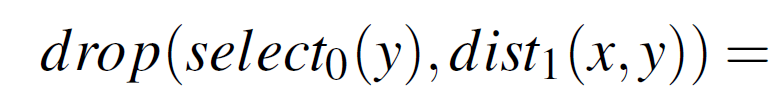 drop(select₀(y), dist₁(x, y)) =